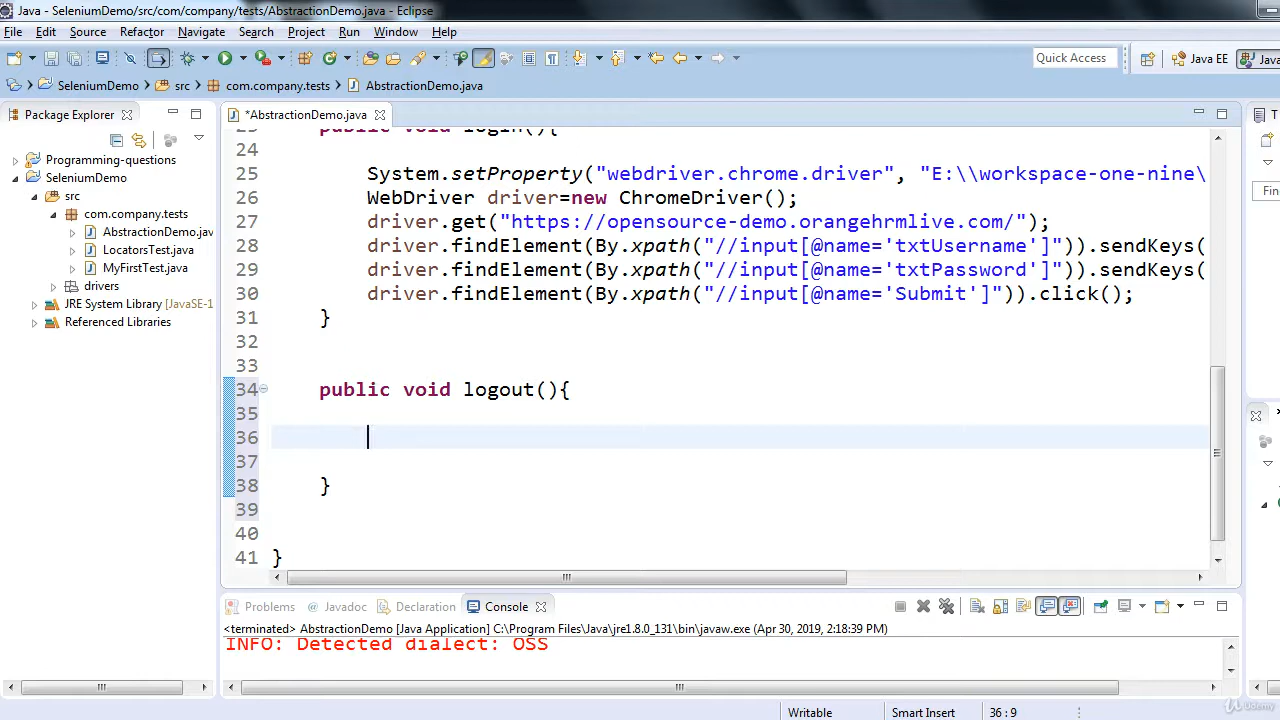 Java - SeleniumDemo/src/com/company/tests/AbstractionDemo.java - Eclipse
File Edit Source Refactor Navigate Search Project Run Window Help
Quick Access Java EE Java
SeleniumDemo src com.company.tests AbstractionDemo.java
Package Explorer
Programming-questions
SeleniumDemo
src
com.company.tests
AbstractionDemo.jav
LocatorsTest.java
MyFirstTest.java
drivers
JRE System Library [JavaSE-1
Referenced Libraries
*AbstractionDemo.java
23 public void login(){
24
25 System.setProperty("webdriver.chrome.driver", "E:\\workspace-one-nine\
26 WebDriver driver=new ChromeDriver();
27 driver.get("https://opensource-demo.orangehrmlive.com/");
28 driver.findElement(By.xpath("//input[@name='txtUsername']")).sendKeys(
29 driver.findElement(By.xpath("//input[@name='txtPassword']")).sendKeys(
30 driver.findElement(By.xpath("//input[@name='Submit']")).click();
31 }
32
33
34 public void logout(){
35
36
37
38 }
39
40
41 }
T
Fin
Problems Javadoc Declaration Console
<terminated> AbstractionDemo [Java Application] C:\Program Files\Java\jre1.8.0_131\bin\javaw.exe (Apr 30, 2019, 2:18:39 PM)
INFO: Detected dialect: OSS
Writable Smart Insert 36 : 9
Udemy